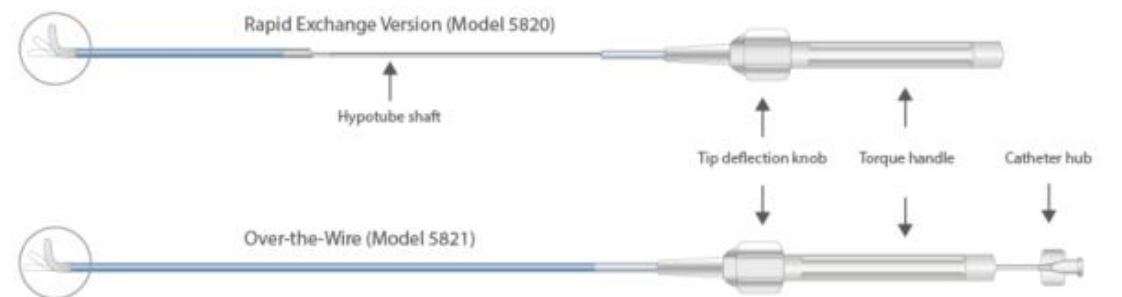 Rapid Exchange Version (Model 5820)
Hypotube shaft
Tip deflection knob
Torque handle
Catheter hub
Over-the-Wire (Model 5821)